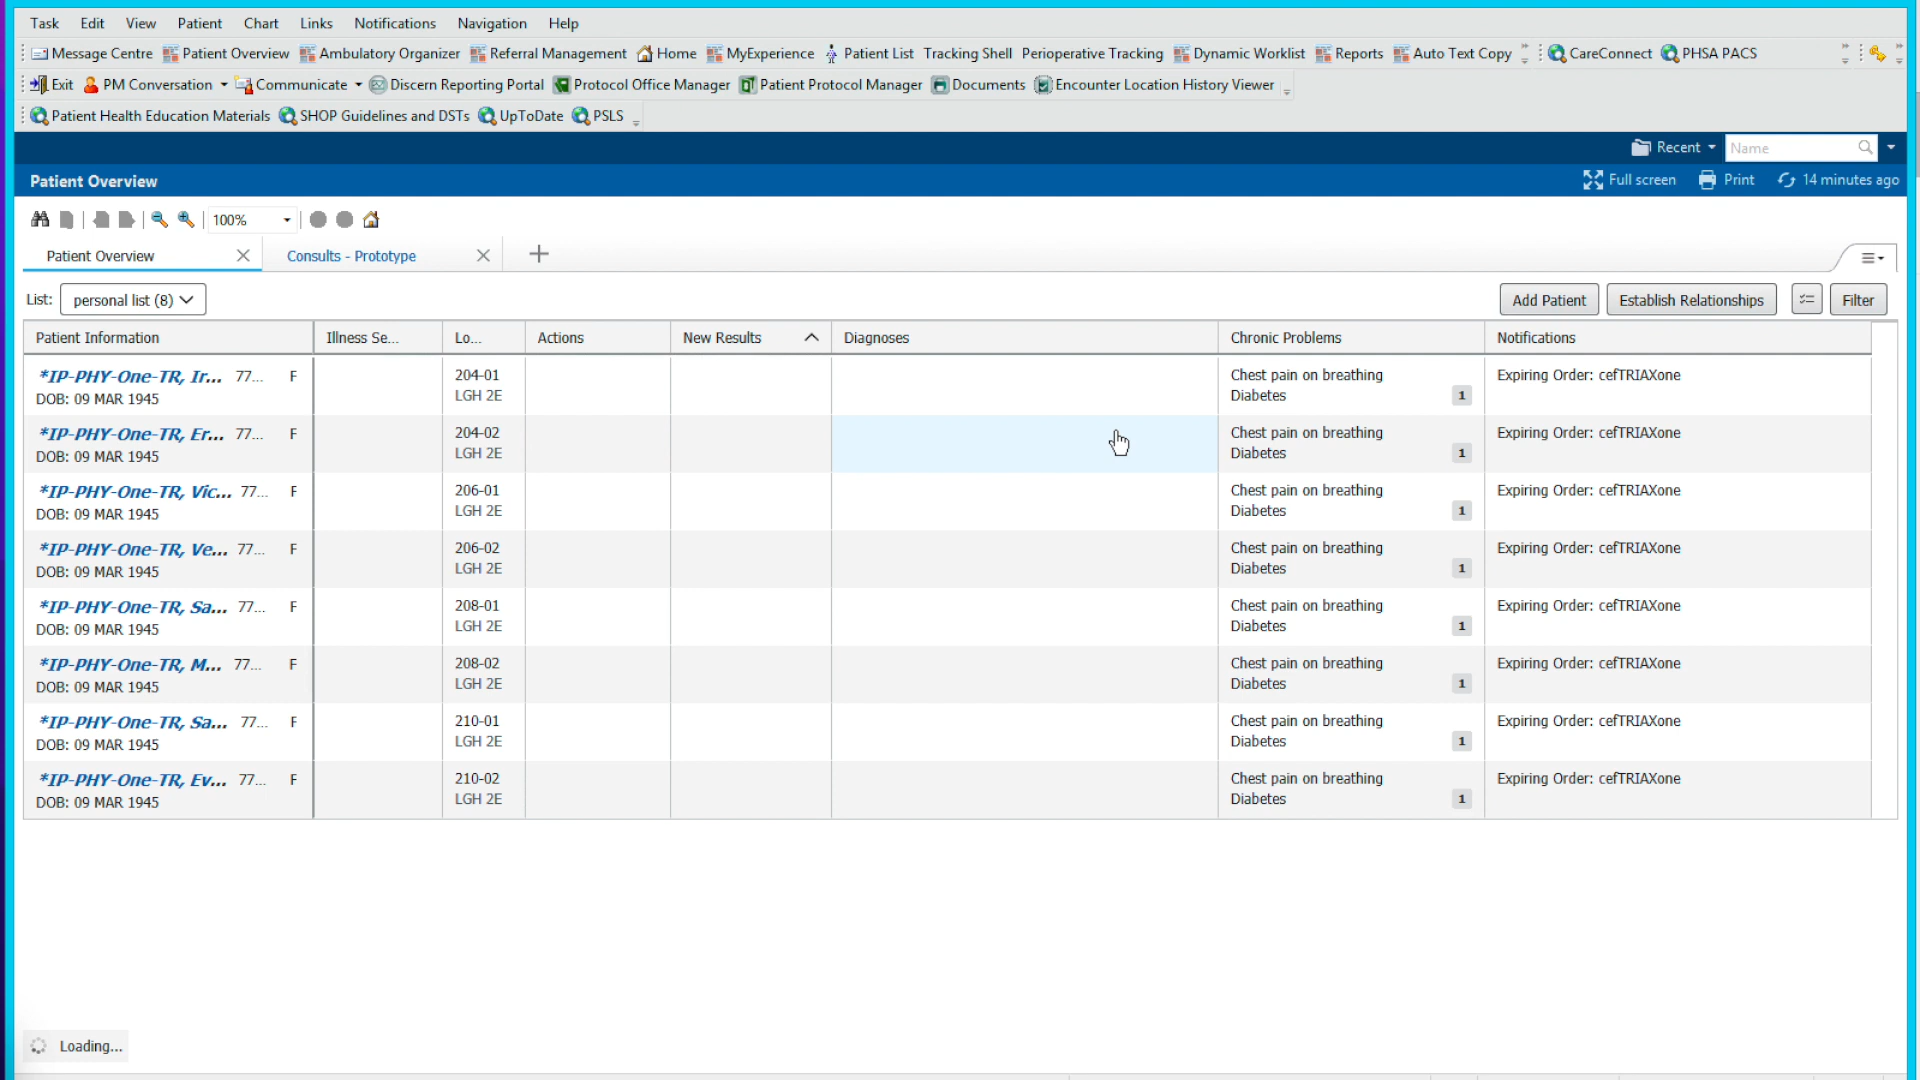 Task Edit View Patient Chart Links Notifications Navigation Help
Message Centre Patient Overview Ambulatory Organizer Referral Management Home MyExperience Patient List Tracking Shell Perioperative Tracking Dynamic Worklist Reports Auto Text Copy CareConnect PHSA PACS
Exit PM Conversation Communicate Discern Reporting Portal Protocol Office Manager Patient Protocol Manager Documents Encounter Location History Viewer
Patient Health Education Materials SHOP Guidelines and DSTs UpToDate PSLS
Recent Name
Patient Overview Full screen Print 14 minutes ago
100%
Patient Overview Consults - Prototype
List: personal list (8) Add Patient Establish Relationships Filter
Patient Information Illness Se... Lo... Actions New Results Diagnoses Chronic Problems Notifications
*IP-PHY-One-TR, Ir... 77... F 204-01 Chest pain on breathing Expiring Order: cefTRIAXone
DOB: 09 MAR 1945 LGH 2E Diabetes 1
*IP-PHY-One-TR, Er... 77... F 204-02 Chest pain on breathing Expiring Order: cefTRIAXone
DOB: 09 MAR 1945 LGH 2E Diabetes 1
*IP-PHY-One-TR, Vic... 77... F 206-01 Chest pain on breathing Expiring Order: cefTRIAXone
DOB: 09 MAR 1945 LGH 2E Diabetes 1
*IP-PHY-One-TR, Ve... 77... F 206-02 Chest pain on breathing Expiring Order: cefTRIAXone
DOB: 09 MAR 1945 LGH 2E Diabetes 1
*IP-PHY-One-TR, Sa... 77... F 208-01 Chest pain on breathing Expiring Order: cefTRIAXone
DOB: 09 MAR 1945 LGH 2E Diabetes 1
*IP-PHY-One-TR, M... 77... F 208-02 Chest pain on breathing Expiring Order: cefTRIAXone
DOB: 09 MAR 1945 LGH 2E Diabetes 1
*IP-PHY-One-TR, Sa... 77... F 210-01 Chest pain on breathing Expiring Order: cefTRIAXone
DOB: 09 MAR 1945 LGH 2E Diabetes 1
*IP-PHY-One-TR, Ev... 77... F 210-02 Chest pain on breathing Expiring Order: cefTRIAXone
DOB: 09 MAR 1945 LGH 2E Diabetes 1
Loading...